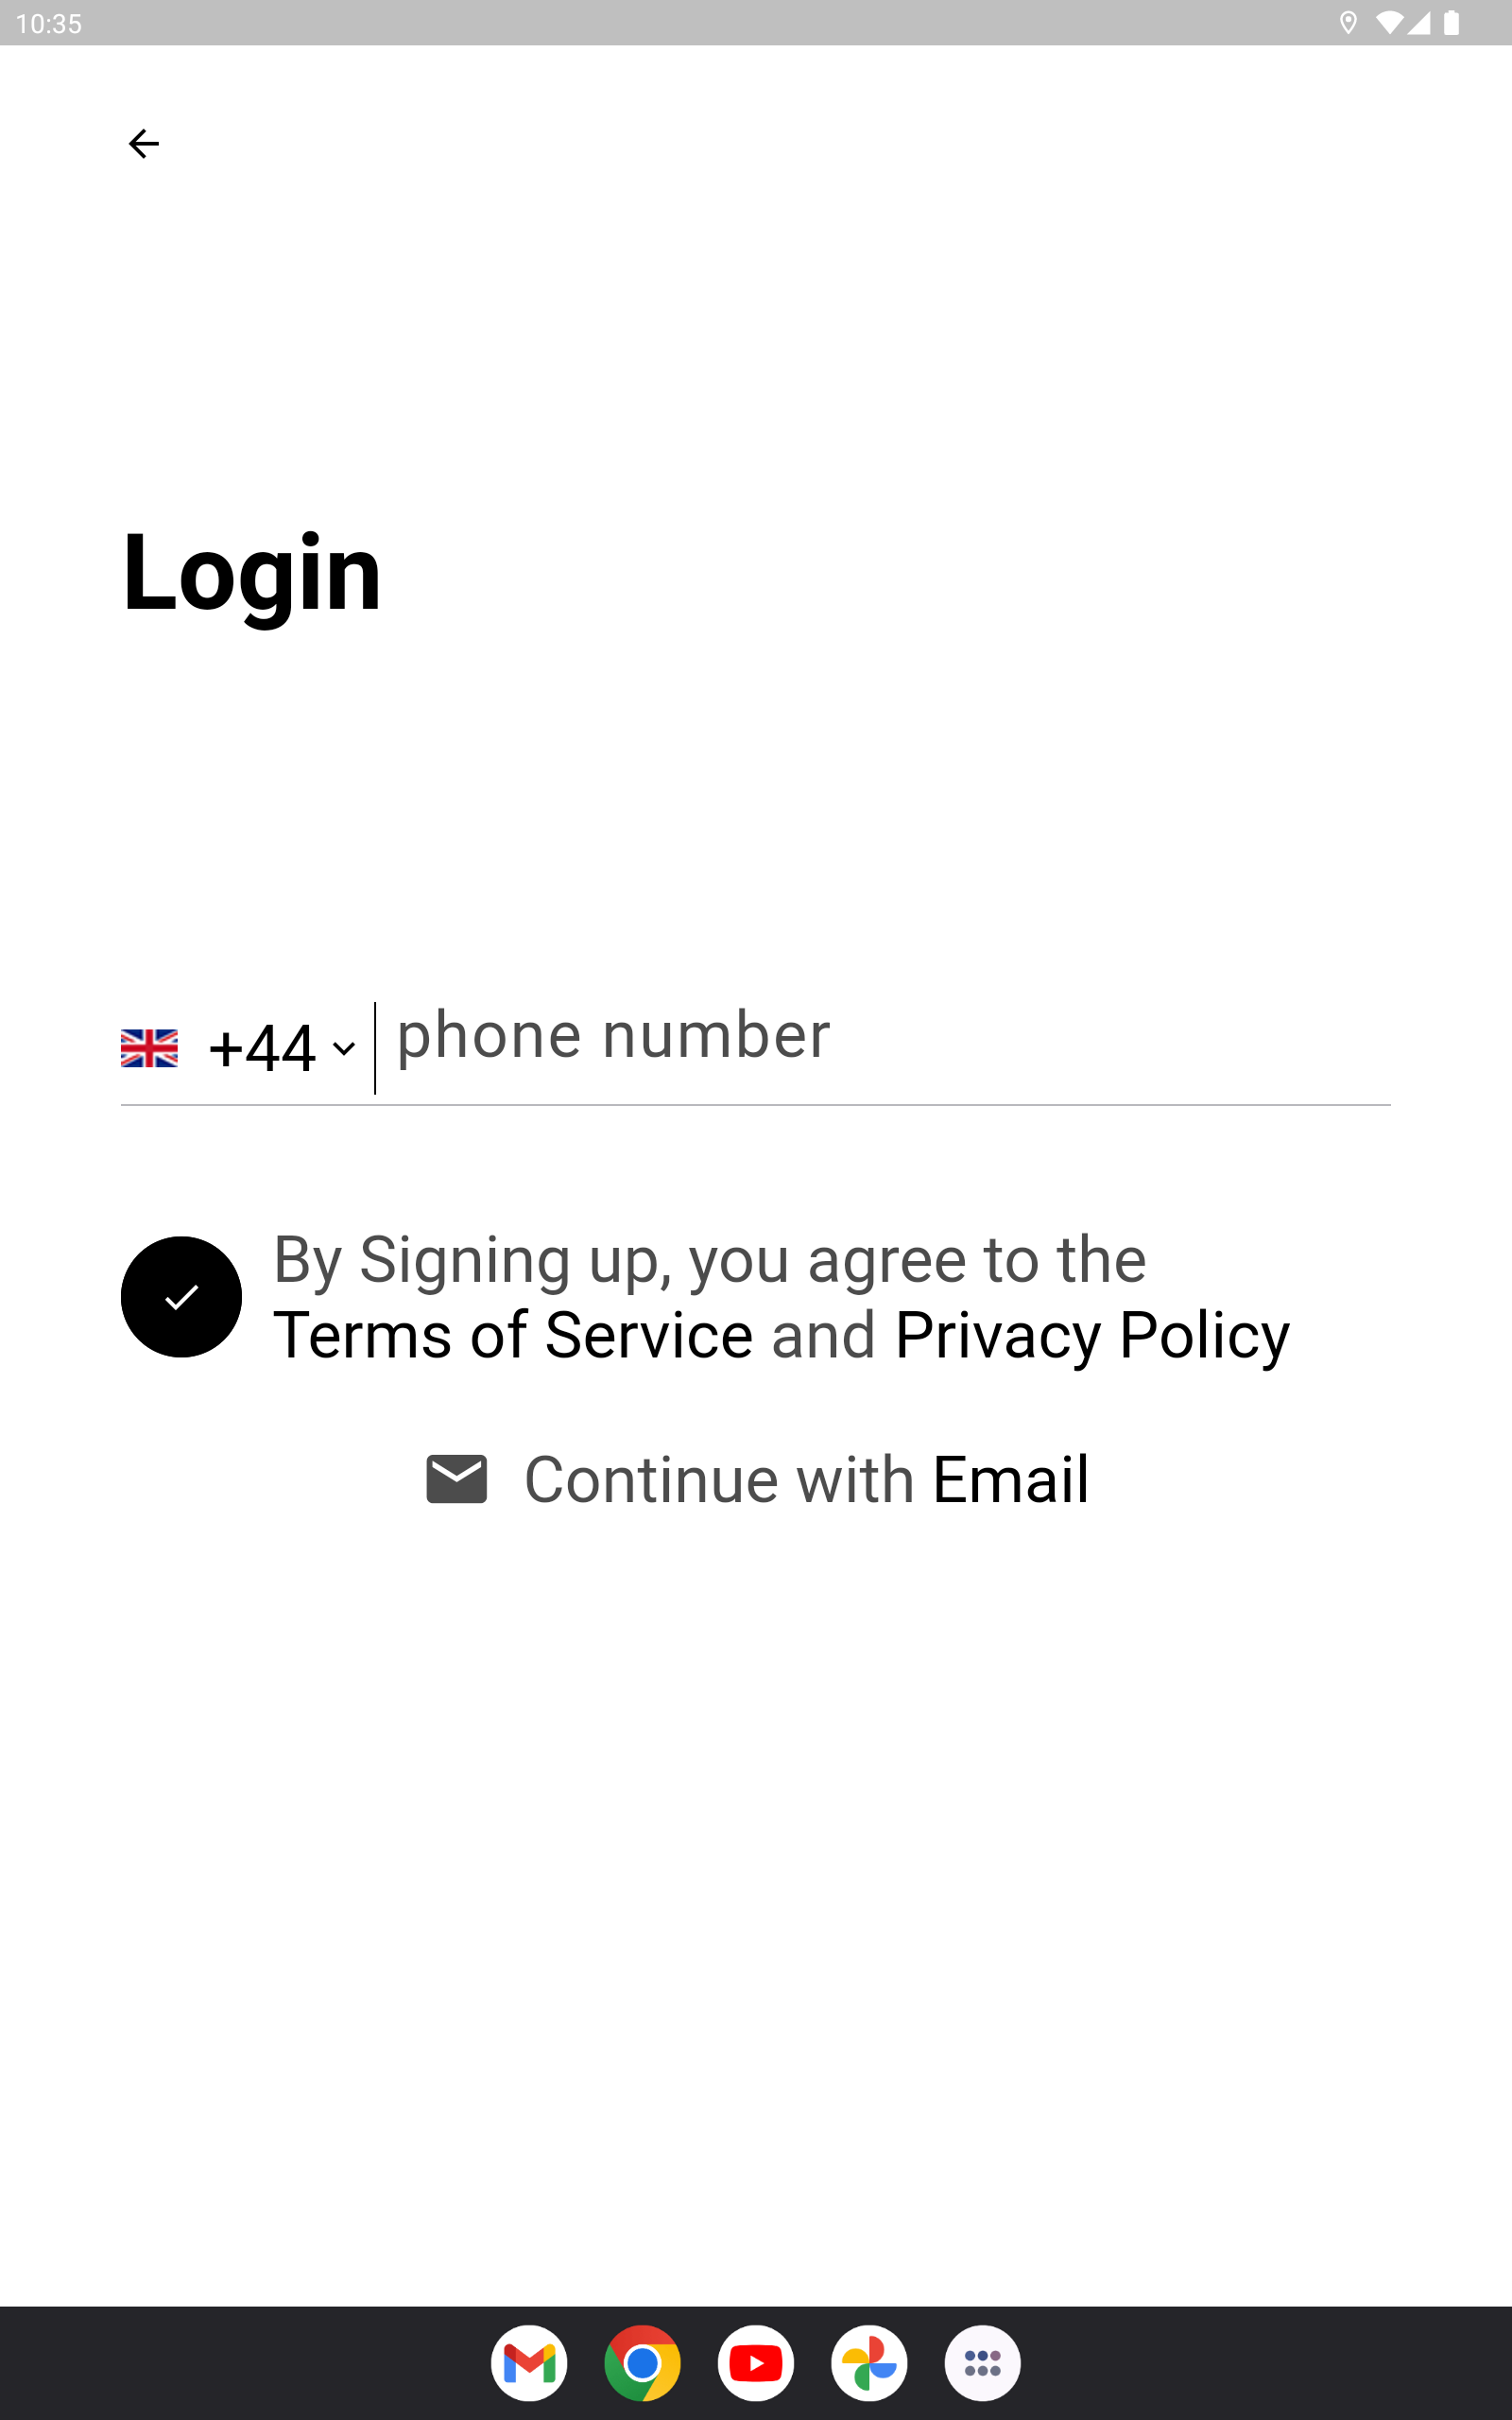 10:35
Login
+44 phone number
By Signing up, you agree to the
Terms of Service and Privacy Policy
Continue with Email